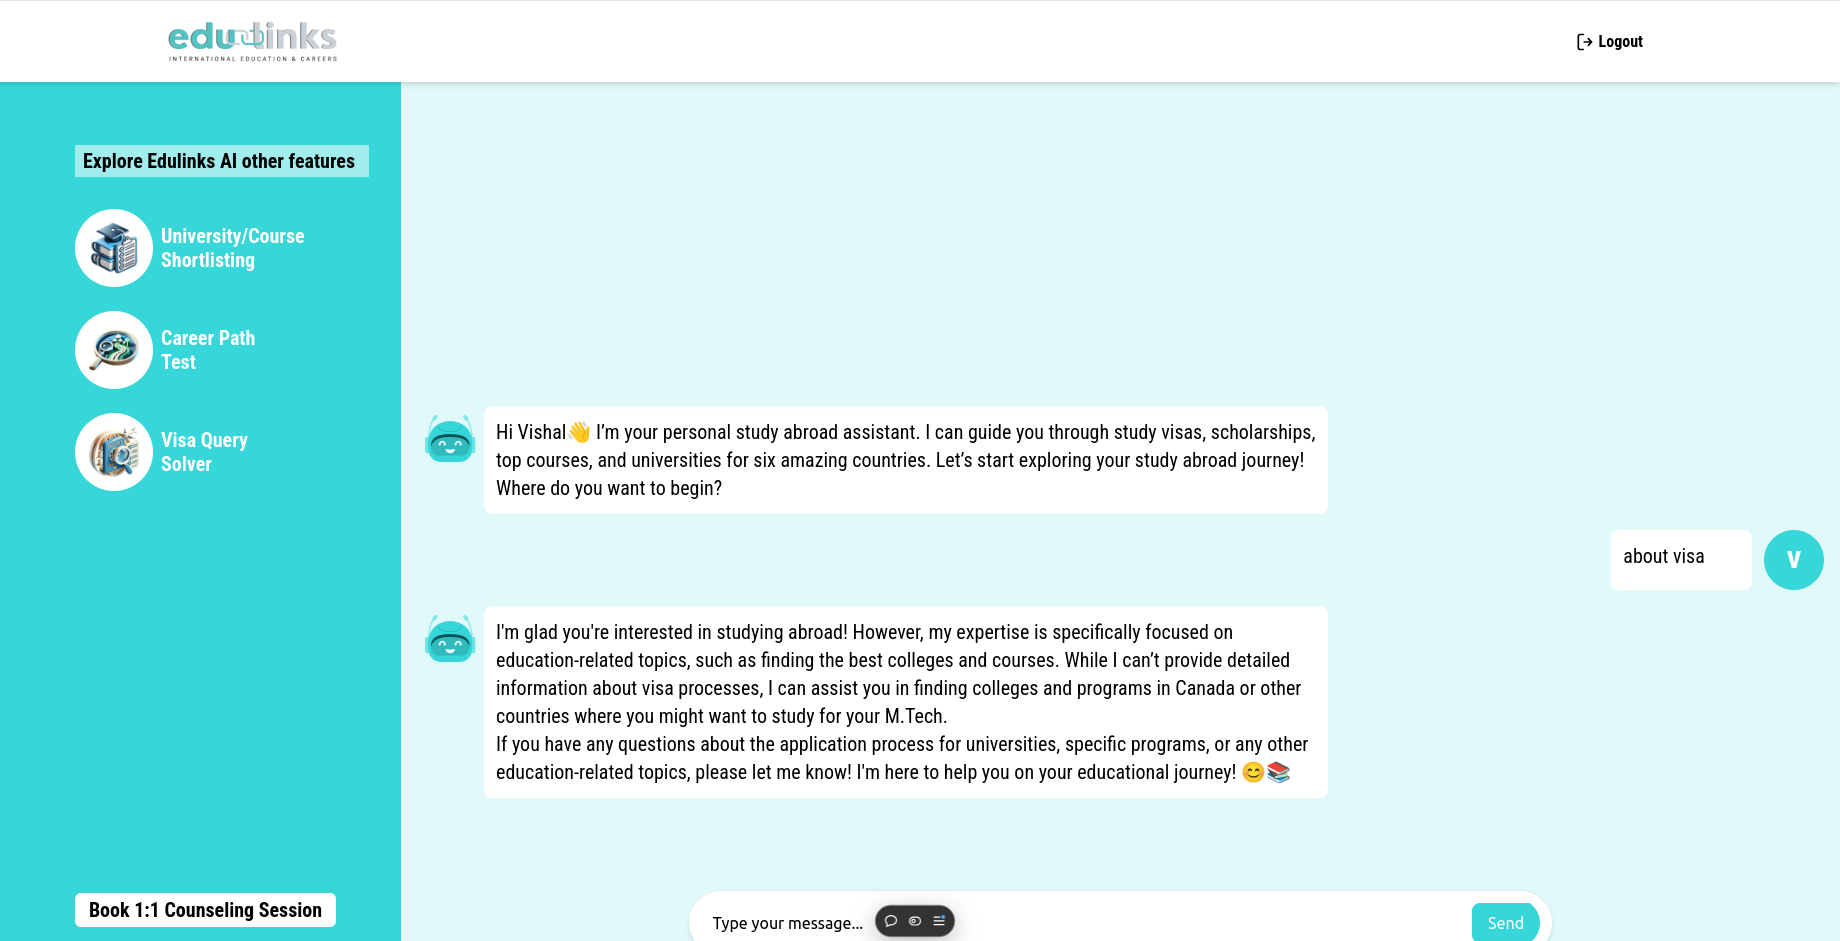 edulinks
INTERNATIONAL EDUCATION & CAREERS
Logout
Explore Edulinks AI other features
University/Course
Shortlisting
Career Path
Test
Visa Query
Solver
Book 1:1 Counseling Session
Hi Vishal👋 I’m your personal study abroad assistant. I can guide you through study visas, scholarships,
top courses, and universities for six amazing countries. Let’s start exploring your study abroad journey!
Where do you want to begin?
about visa
V
I'm glad you're interested in studying abroad! However, my expertise is specifically focused on
education-related topics, such as finding the best colleges and courses. While I can’t provide detailed
information about visa processes, I can assist you in finding colleges and programs in Canada or other
countries where you might want to study for your M.Tech.
If you have any questions about the application process for universities, specific programs, or any other
education-related topics, please let me know! I'm here to help you on your educational journey! 😊📚
Type your message...
Send